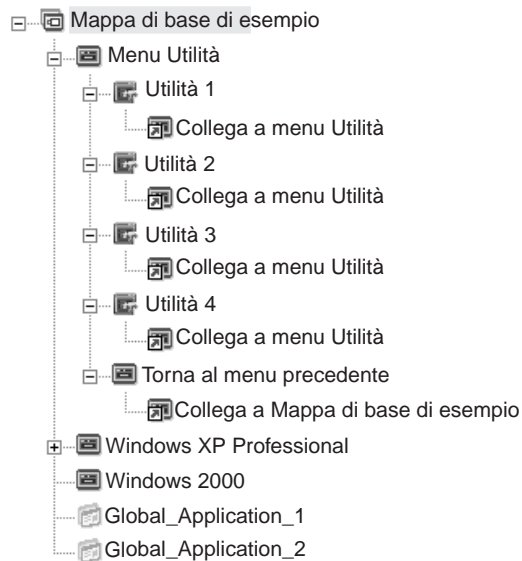 Mappa di base di esempio
Menu Utilità
Utilità 1
Collega a menu Utilità
Utilità 2
Collega a menu Utilità
Utilità 3
Collega a menu Utilità
Utilità 4
Collega a menu Utilità
Torna al menu precedente
Collega a Mappa di base di esempio
Windows XP Professional
Windows 2000
Global_Application_1
Global_Application_2